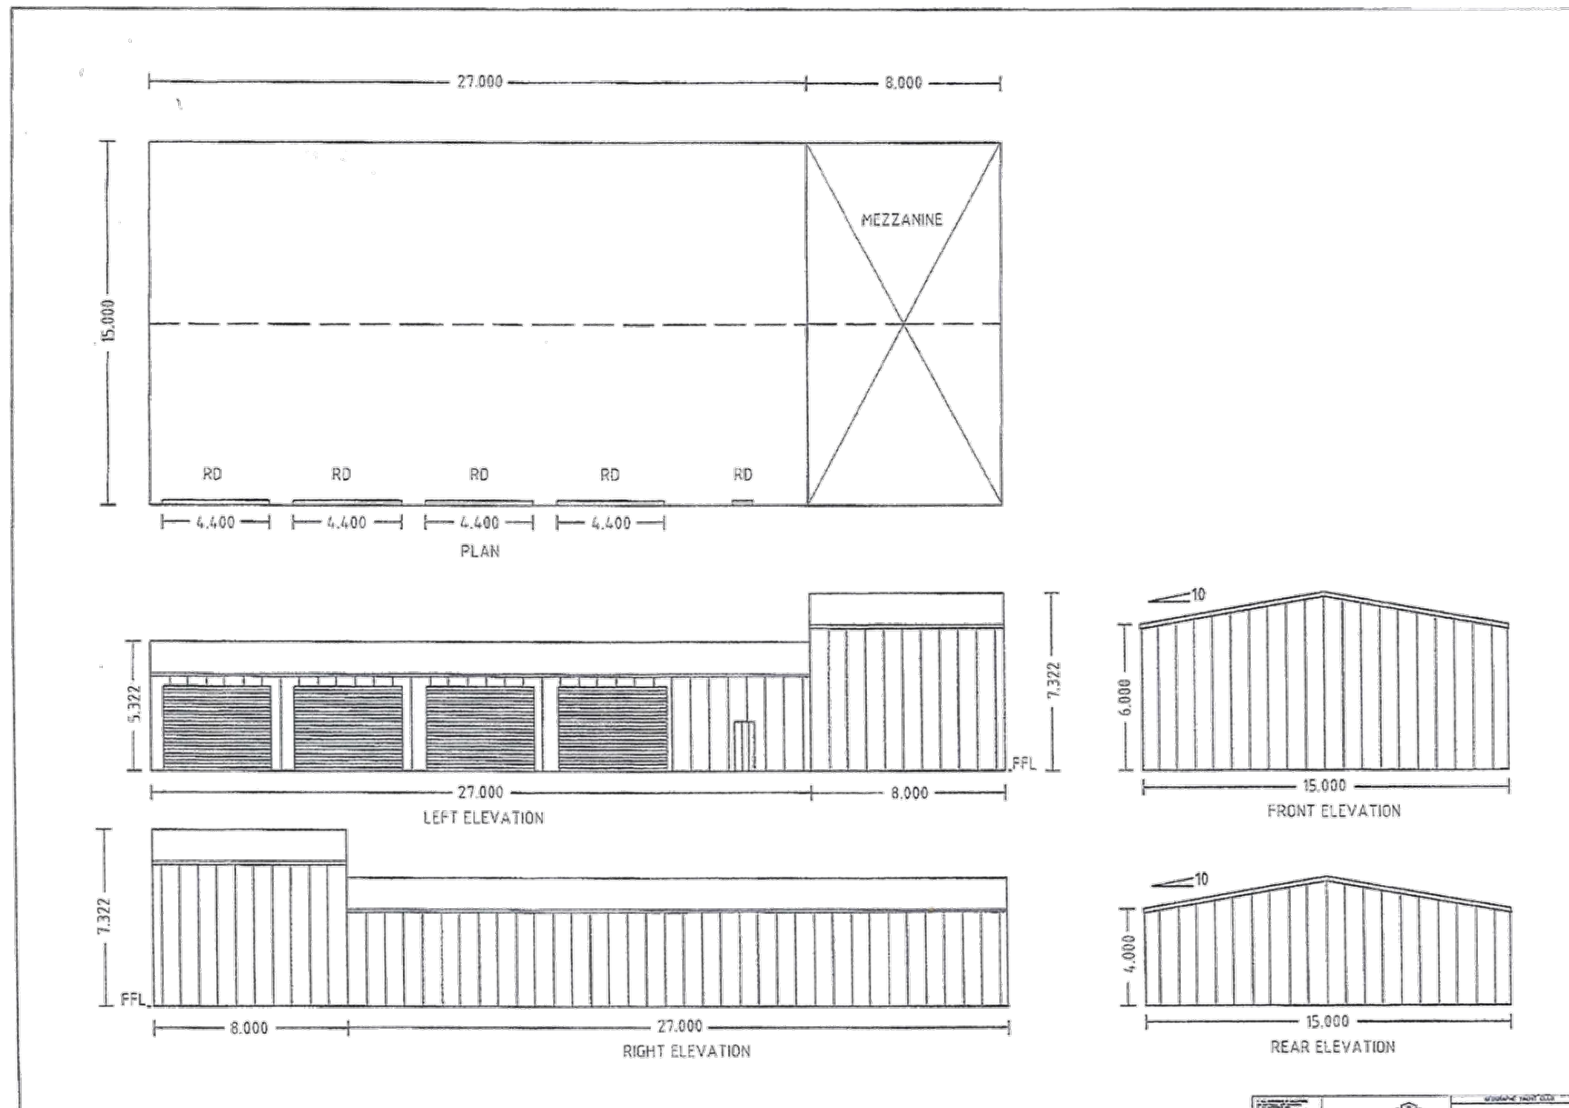 27.000 8.000
MEZZANINE
15.000
RD RD RD RD RD
4.400 4.400 4.400 4.400
PLAN
10
5.322 7.322 6.000
FFL
27.000 8.000 15.000
LEFT ELEVATION FRONT ELEVATION
10
7.322 4.000
FFL
8.000 27.000 15.000
RIGHT ELEVATION REAR ELEVATION